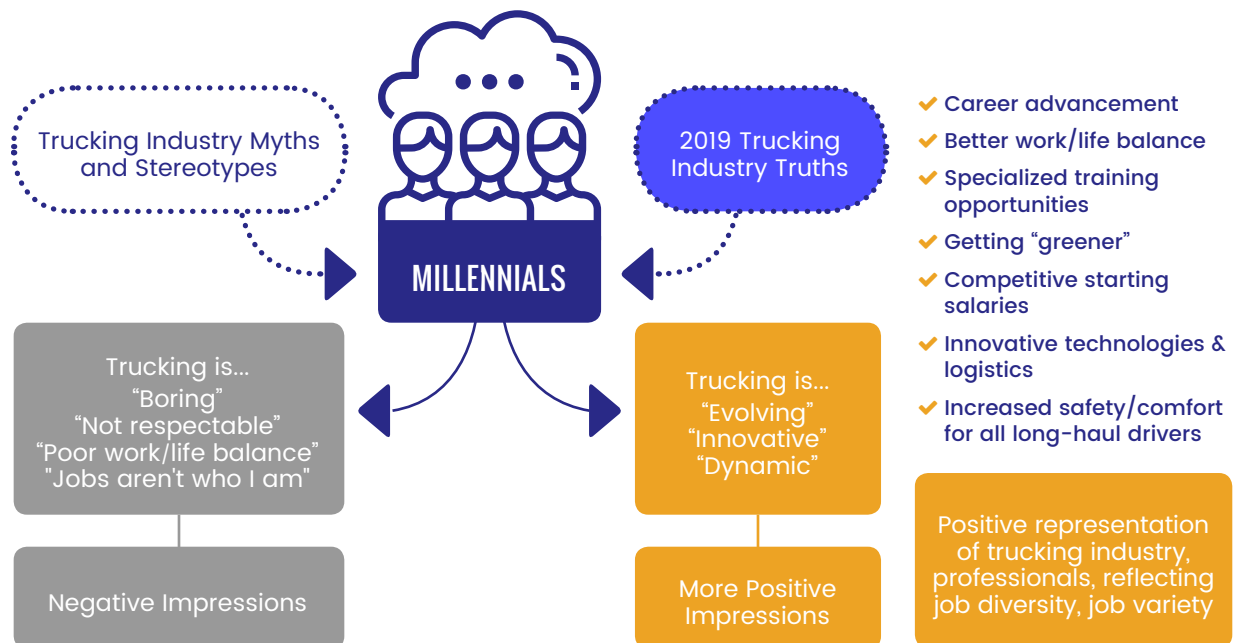 Trucking Industry Myths
and Stereotypes
MILLENNIALS
2019 Trucking
Industry Truths
Career advancement
Better work/life balance
Specialized training
opportunities
Getting “greener”
Competitive starting
salaries
Innovative technologies &
logistics
Increased safety/comfort
for all long-haul drivers
Trucking is...
“Boring”
“Not respectable”
“Poor work/life balance”
"Jobs aren't who I am"
Negative Impressions
Trucking is...
“Evolving”
“Innovative”
“Dynamic”
More Positive
Impressions
Positive representation
of trucking industry,
professionals, reflecting
job diversity, job variety